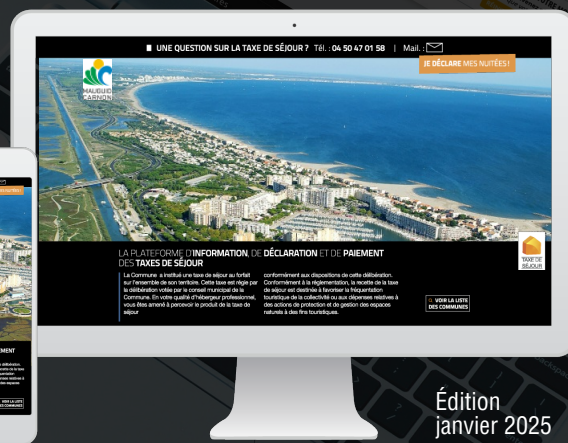 UNE QUESTION SUR LA TAXE DE SÉJOUR ? Tél. : 04 50 47 01 58 | Mail. :
JE DÉCLARE MES NUITÉES !
MAUGUIO
CARNON
LA PLATEFORME D'INFORMATION, DE DÉCLARATION ET DE PAIEMENT
DES TAXES DE SÉJOUR
La Commune a institué une taxe de séjour au forfait
sur l'ensemble de son territoire. Cette taxe est régie par
la délibération votée par le conseil municipal de la
Commune. En votre qualité d'hébergeur professionnel,
vous êtes amené à percevoir le produit de la taxe de
séjour
conformément aux dispositions de cette délibération.
Conformément à la réglementation, la recette de la taxe
de séjour est destinée à favoriser la fréquentation
touristique de la collectivité ou aux dépenses relatives à
des actions de protection et de gestion des espaces
naturels à des fins touristiques.
TAXE DE
SÉJOUR
VOIR LA LISTE
DES COMMUNES
VOIR LA LISTE
DES COMMUNES
Édition
janvier 2025